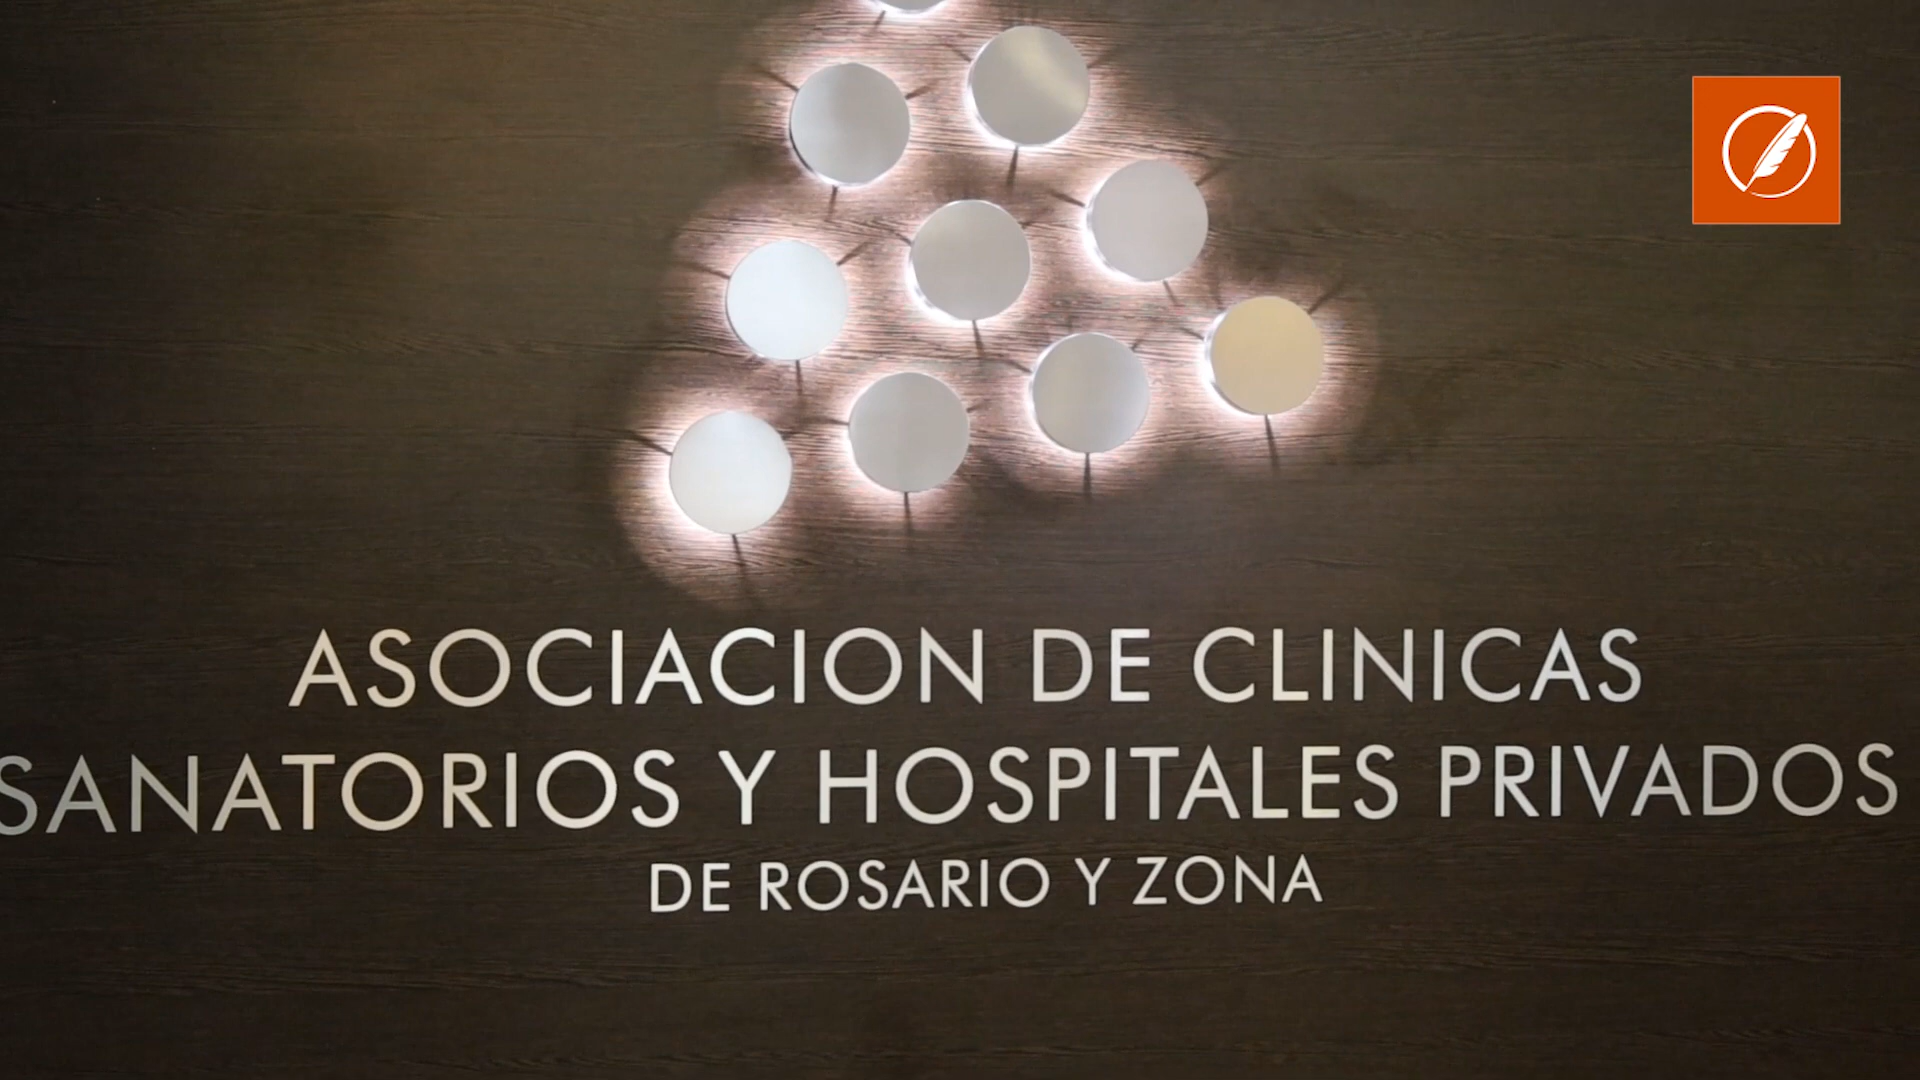 ASOCIACION DE CLINICAS
SANATORIOS Y HOSPITALES PRIVADOS
DE ROSARIO Y ZONA